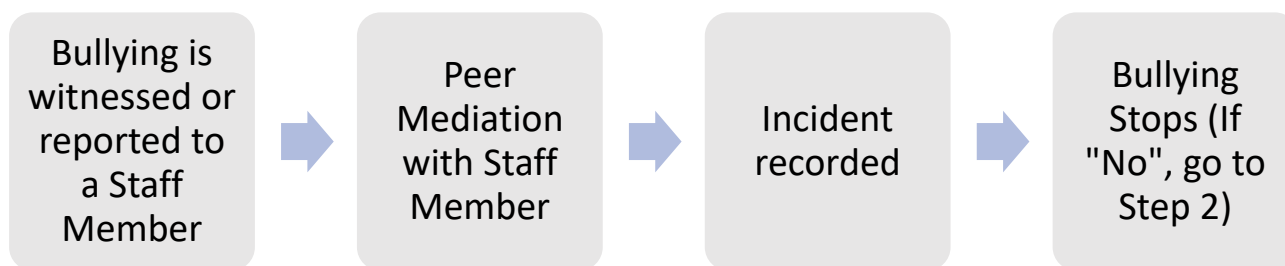 Bullying is
witnessed or
reported to
a Staff
Member
Peer
Mediation
with Staff
Member
Incident
recorded
Bullying
Stops (If
"No", go to
Step 2)